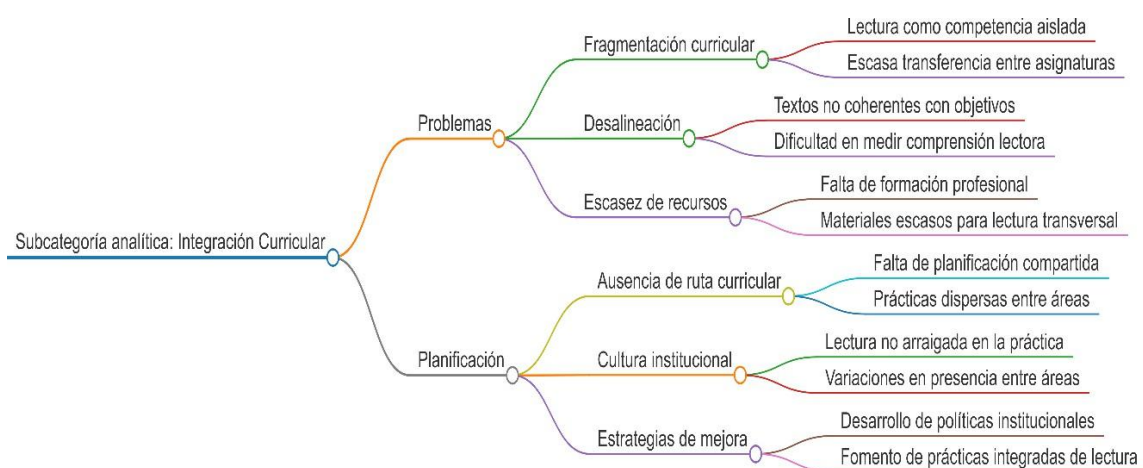 Subcategoría analítica: Integración Curricular
Problemas
Fragmentación curricular
Lectura como competencia aislada
Escasa transferencia entre asignaturas
Desalineación
Textos no coherentes con objetivos
Dificultad en medir comprensión lectora
Escasez de recursos
Falta de formación profesional
Materiales escasos para lectura transversal
Planificación
Ausencia de ruta curricular
Falta de planificación compartida
Prácticas dispersas entre áreas
Cultura institucional
Lectura no arraigada en la práctica
Variaciones en presencia entre áreas
Estrategias de mejora
Desarrollo de políticas institucionales
Fomento de prácticas integradas de lectura